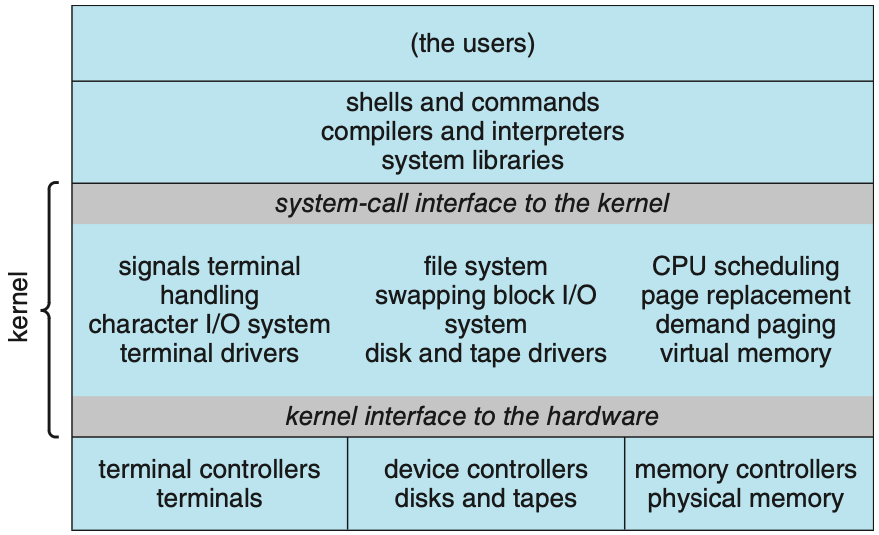 (the users)
shells and commands
compilers and interpreters
system libraries
kernel
system-call interface to the kernel
signals terminal
handling
character I/O system
terminal drivers
file system
swapping block I/O
system
disk and tape drivers
CPU scheduling
page replacement
demand paging
virtual memory
kernel interface to the hardware
terminal controllers
terminals
device controllers
disks and tapes
memory controllers
physical memory